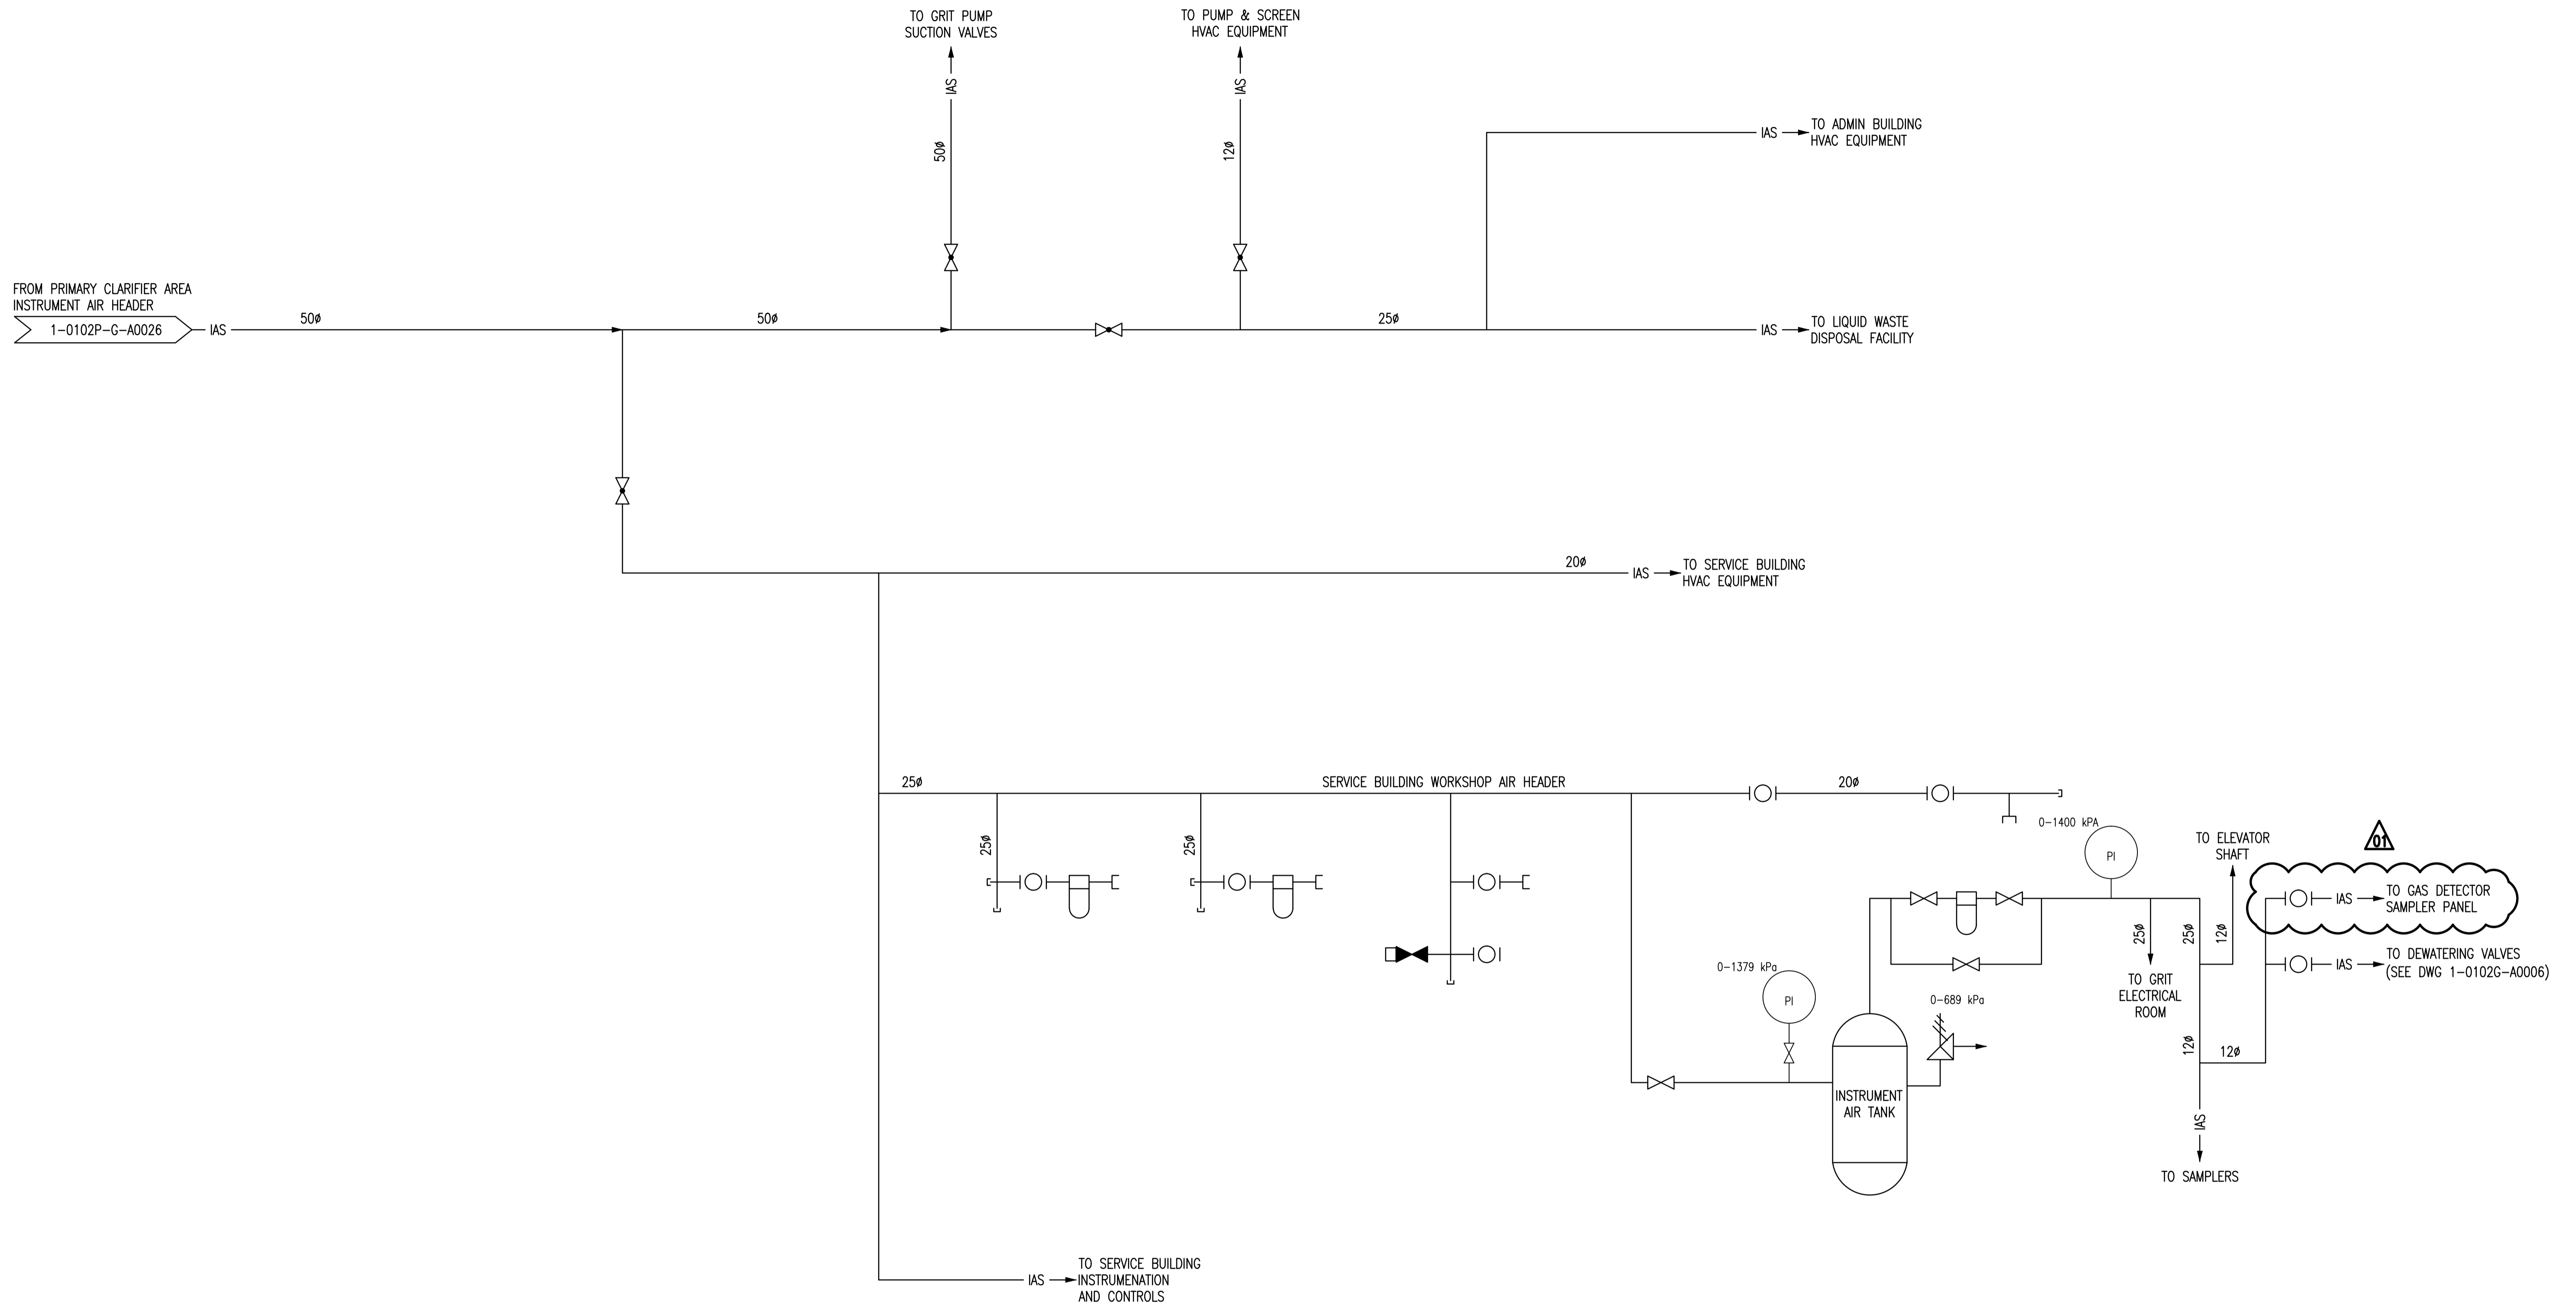 TO GRIT PUMP
SUCTION VALVES
TO PUMP & SCREEN
HVAC EQUIPMENT
IAS
IAS
50ø
12ø
IAS
TO ADMIN BUILDING
HVAC EQUIPMENT
FROM PRIMARY CLARIFIER AREA
INSTRUMENT AIR HEADER
1-0102P-G-A0026
IAS
50ø
50ø
25ø
IAS
TO LIQUID WASTE
DISPOSAL FACILITY
20ø
IAS
TO SERVICE BUILDING
HVAC EQUIPMENT
25ø
SERVICE BUILDING WORKSHOP AIR HEADER
20ø
25ø
25ø
0-1400 kPA
PI
TO ELEVATOR
SHAFT
01
IAS
TO GAS DETECTOR
SAMPLER PANEL
25ø
25ø
12ø
IAS
TO DEWATERING VALVES
(SEE DWG 1-0102G-A0006)
TO GRIT
ELECTRICAL
ROOM
0-1379 kPa
PI
0-689 kPa
12ø
12ø
INSTRUMENT
AIR TANK
IAS
TO SAMPLERS
IAS
TO SERVICE BUILDING
INSTRUMENATION
AND CONTROLS